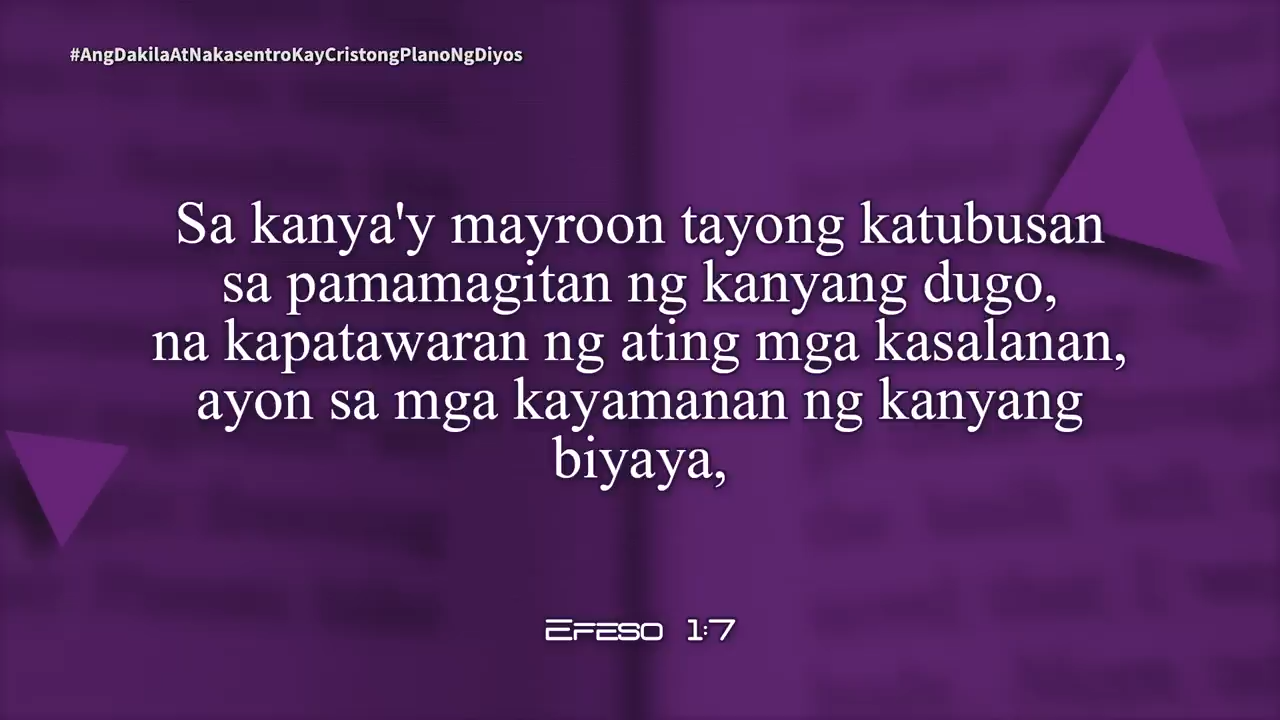 #AngDakilaAtNakasentroKayCristongPlanoNgDiyos
Sa kanya'y mayroon tayong katubusan
sa pamamagitan ng kanyang dugo,
na kapatawaran ng ating mga kasalanan,
ayon sa mga kayamanan ng kanyang
biyaya,
Efeso 1:7